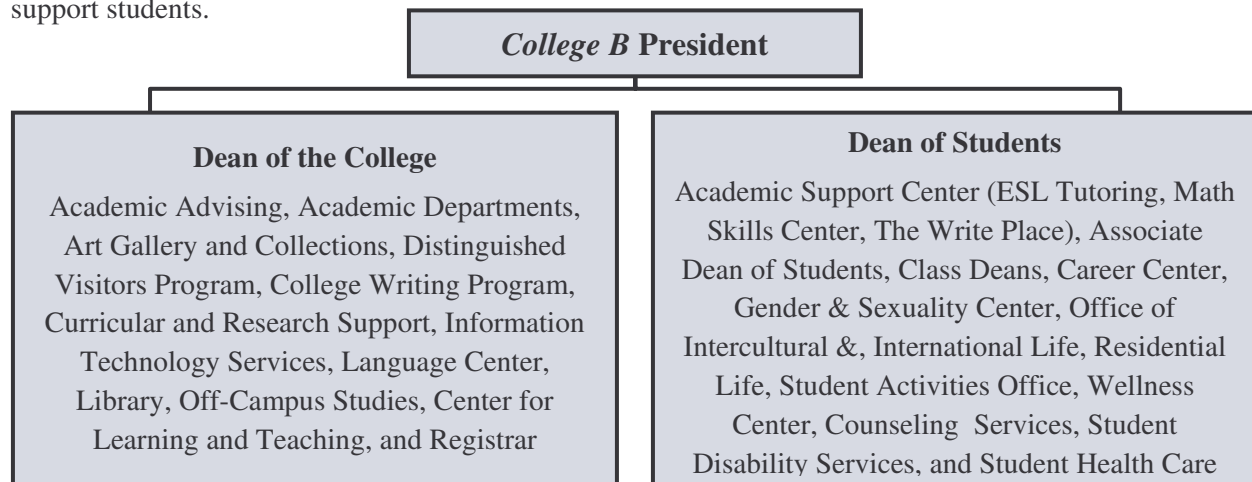 support students.
College B President
Dean of the College
Academic Advising, Academic Departments,
Art Gallery and Collections, Distinguished
Visitors Program, College Writing Program,
Curricular and Research Support, Information
Technology Services, Language Center,
Library, Off-Campus Studies, Center for
Learning and Teaching, and Registrar
Dean of Students
Academic Support Center (ESL Tutoring, Math
Skills Center, The Write Place), Associate
Dean of Students, Class Deans, Career Center,
Gender & Sexuality Center, Office of
Intercultural &, International Life, Residential
Life, Student Activities Office, Wellness
Center, Counseling Services, Student
Disability Services, and Student Health Care